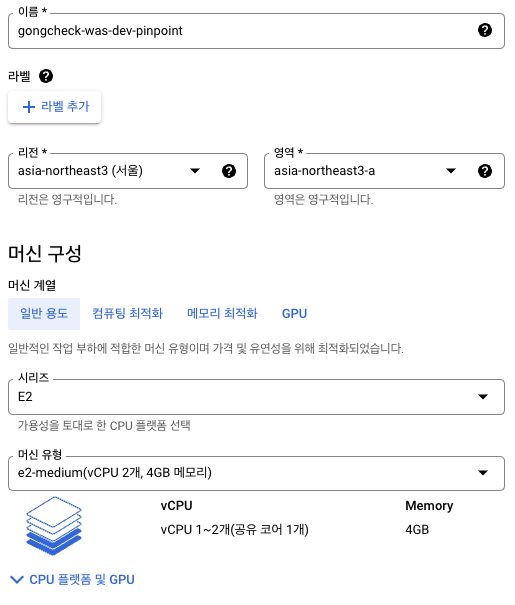 이름 *
gongcheck-was-dev-pinpoint
라벨
라벨 추가
리전 *
asia-northeast3 (서울)
리전은 영구적입니다.
영역 *
asia-northeast3-a
영역은 영구적입니다.
머신 구성
머신 계열
일반 용도 컴퓨팅 최적화 메모리 최적화 GPU
일반적인 작업 부하에 적합한 머신 유형이며 가격 및 유연성을 위해 최적화되었습니다.
시리즈
E2
가용성을 토대로 한 CPU 플랫폼 선택
머신 유형
e2-medium(vCPU 2개, 4GB 메모리)
vCPU Memory
vCPU 1~2개(공유 코어 1개) 4GB
CPU 플랫폼 및 GPU